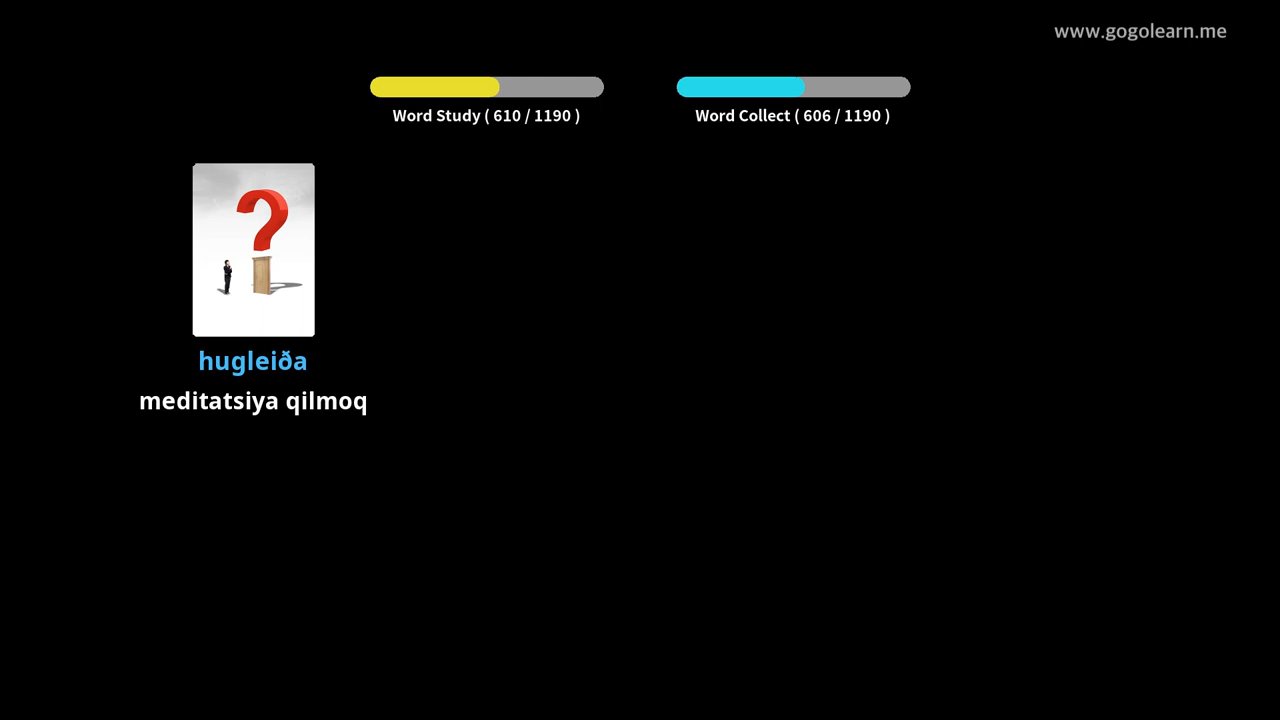 www.gogolearn.me
Word Study ( 610 / 1190 )
Word Collect ( 606 / 1190 )
hugleiða
meditatsiya qilmoq